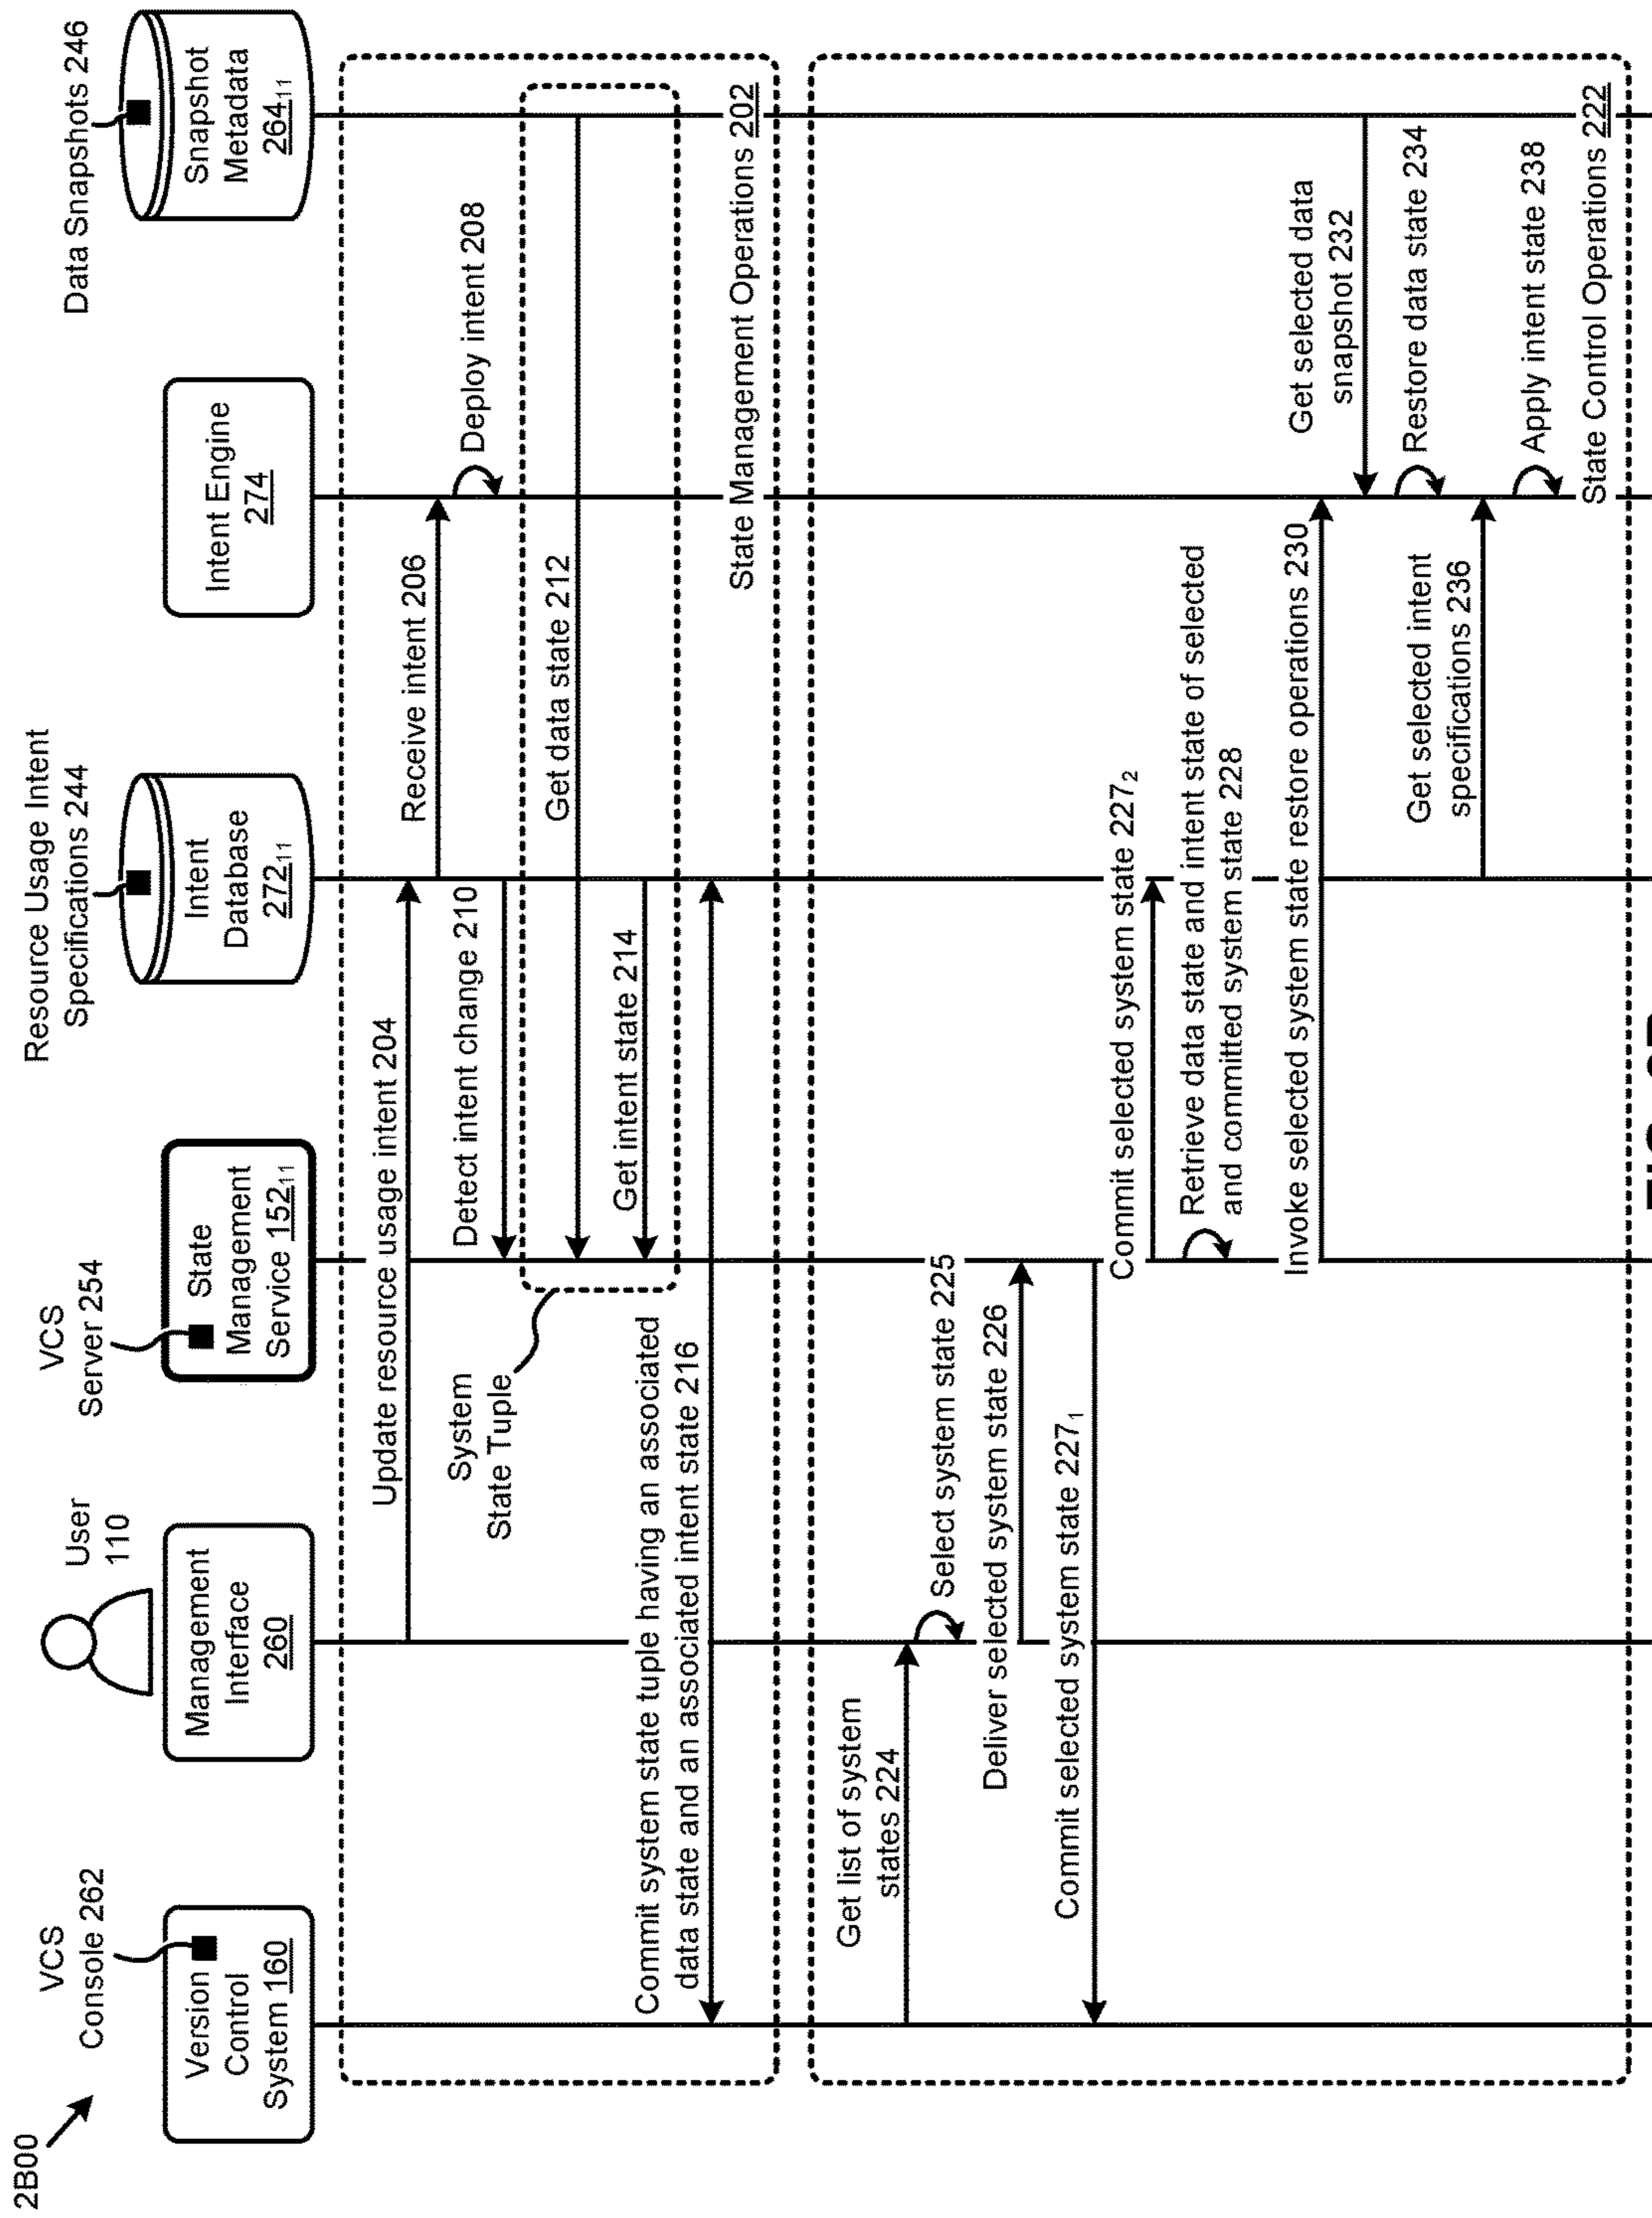 2B00
VCS
Console 262
Version
Control
System 160
User
110
Management
Interface
260
VCS
Server 254
State
Management
Service 152₁₁
Resource Usage Intent
Specifications 244
Intent
Database
272₁₁
Intent Engine
274
Data Snapshots 246
Snapshot
Metadata
264₁₁
Update resource usage intent 204
Receive intent 206
Deploy intent 208
Detect intent change 210
System
State Tuple
Get data state 212
Get intent state 214
Commit system state tuple having an associated
data state and an associated intent state 216
State Management Operations 202
Get list of system
states 224
Select system state 225
Deliver selected system state 226
Commit selected system state 227₁
Commit selected system state 227₂
Retrieve data state and intent state of selected
and committed system state 228
Invoke selected system state restore operations 230
Get selected data
snapshot 232
Restore data state 234
Get selected intent
specifications 236
Apply intent state 238
State Control Operations 222